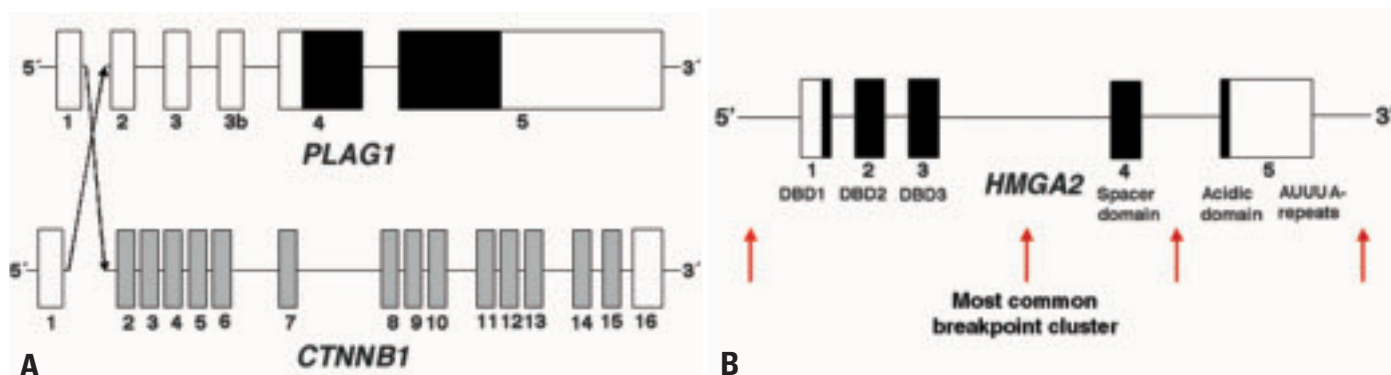 5´ 3´
1 2 3 3b 4 5
PLAG1
5´ 3´
1 2 3 4 5 6 7 8 9 10 11 12 13 14 15 16
CTNNB1
A
5' 3'
1 2 3 4 5
HMGA2
DBD1 DBD2 DBD3 Spacer domain Acidic domain AUUUA-repeats
Most common
breakpoint cluster
B